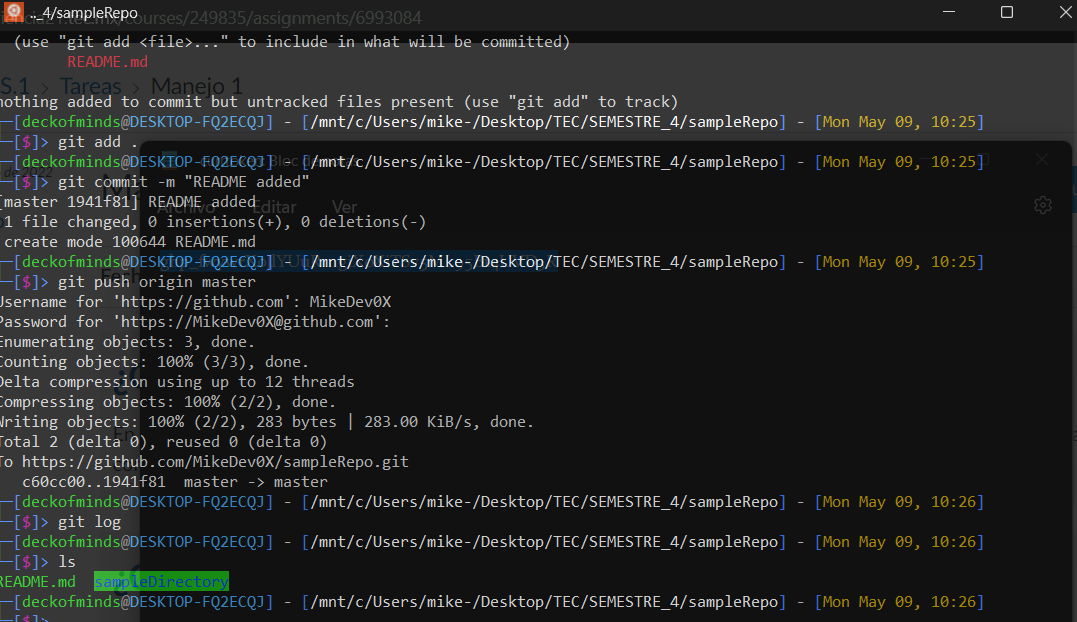 .._4/sampleRepo
courses/249835/assignments/6993084
(use "git add <file>..." to include in what will be committed)
README.md
S.1 > Tareas > Manejo 1
nothing added to commit but untracked files present (use "git add" to track)
─[deckofminds@DESKTOP-FQ2ECQJ] - [/mnt/c/Users/mike-/Desktop/TEC/SEMESTRE_4/sampleRepo] - [Mon May 09, 10:25]
─[$]> git add .
─[deckofminds@DESKTOP-FQ2ECQJ] - [/mnt/c/Users/mike-/Desktop/TEC/SEMESTRE_4/sampleRepo] - [Mon May 09, 10:25]
─[$]> git commit -m "README added"
[master 1941f81] README added
Archivo Editar Ver
1 file changed, 0 insertions(+), 0 deletions(-)
create mode 100644 README.md
─[deckofminds@DESKTOP-FQ2ECQJ] - [/mnt/c/Users/mike-/Desktop/TEC/SEMESTRE_4/sampleRepo] - [Mon May 09, 10:25]
─[$]> git push origin master
Username for 'https://github.com': MikeDev0X
Password for 'https://MikeDev0X@github.com':
Enumerating objects: 3, done.
Counting objects: 100% (3/3), done.
Delta compression using up to 12 threads
Compressing objects: 100% (2/2), done.
Writing objects: 100% (2/2), 283 bytes | 283.00 KiB/s, done.
Total 2 (delta 0), reused 0 (delta 0)
To https://github.com/MikeDev0X/sampleRepo.git
c60cc00..1941f81  master -> master
─[deckofminds@DESKTOP-FQ2ECQJ] - [/mnt/c/Users/mike-/Desktop/TEC/SEMESTRE_4/sampleRepo] - [Mon May 09, 10:26]
─[$]> git log
─[deckofminds@DESKTOP-FQ2ECQJ] - [/mnt/c/Users/mike-/Desktop/TEC/SEMESTRE_4/sampleRepo] - [Mon May 09, 10:26]
─[$]> ls
README.md  sampleDirectory
─[deckofminds@DESKTOP-FQ2ECQJ] - [/mnt/c/Users/mike-/Desktop/TEC/SEMESTRE_4/sampleRepo] - [Mon May 09, 10:26]
─[$]>